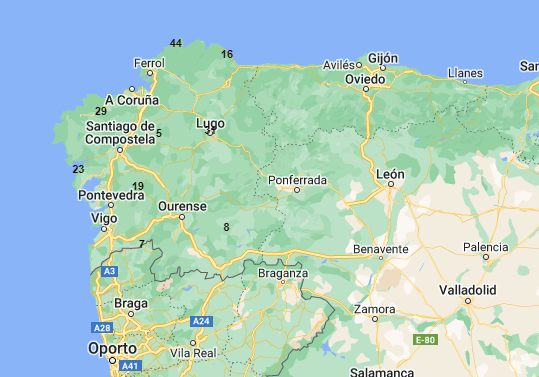 44
16
Ferrol
Avilés
Gijón
Oviedo
Llanes
A Coruña
29
Santiago de
Compostela
5
Lugo
23
19
Pontevedra
Ponferrada
León
Vigo
Ourense
8
7
Benavente
Palencia
A3
Braganza
Valladolid
Braga
Zamora
A28
A24
E-80
Oporto
Vila Real
A41
Salamanca